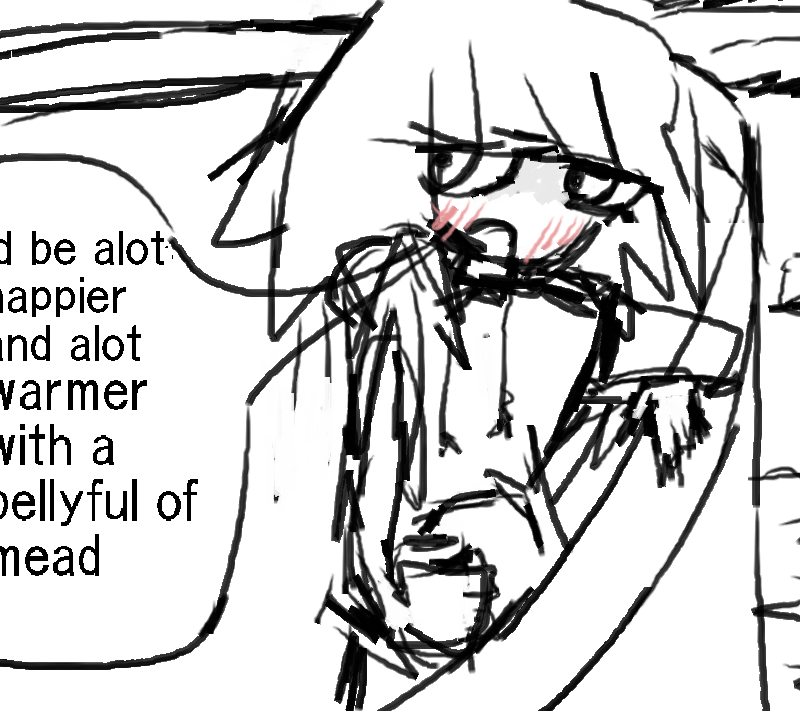 d be alot
happier
and alot
warmer
with a
bellyful of
mead